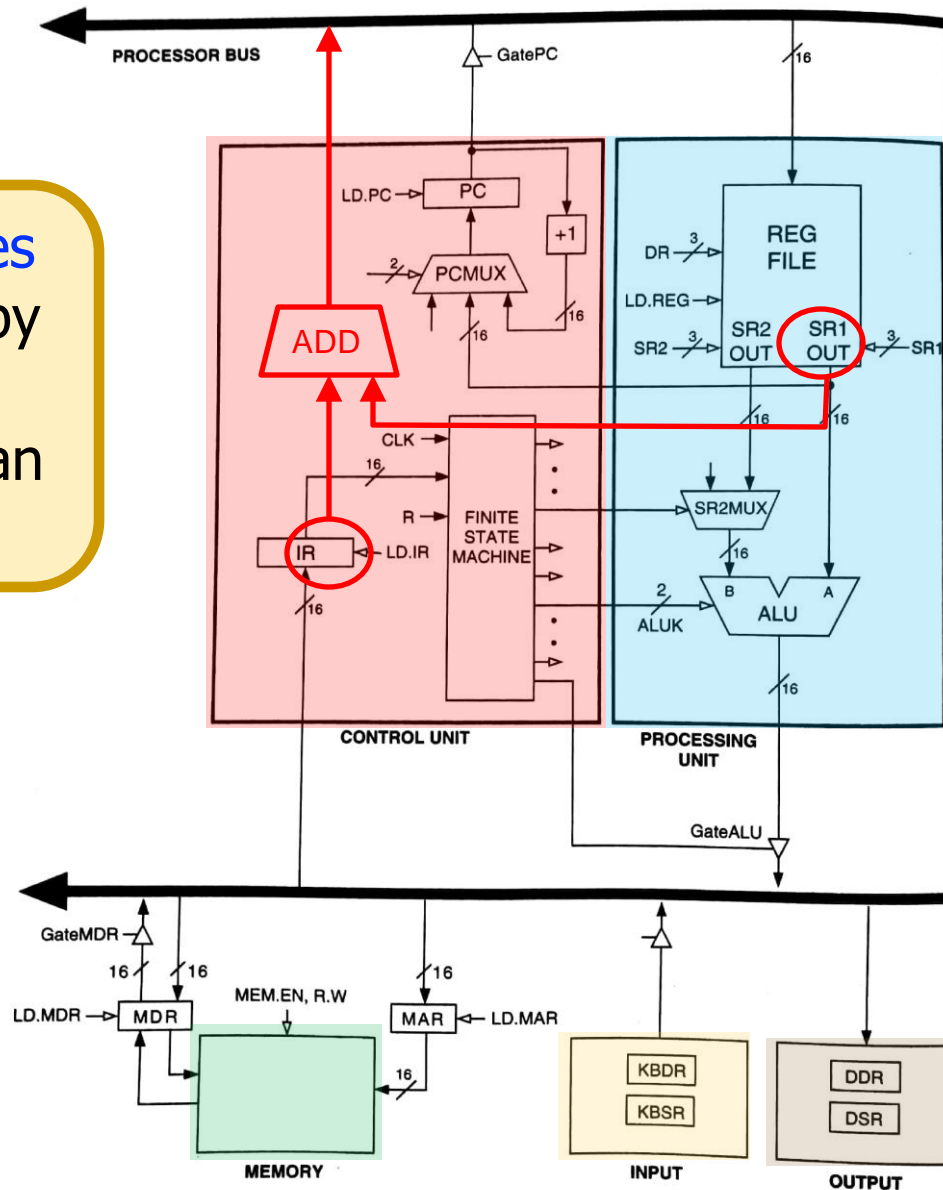 PROCESSOR BUS
GatePC
16
es
by
an
LD.PC
PC
+1
2
PCMUX
16
16
ADD
REG
FILE
DR
3
LD.REG
SR2
3
SR2
OUT
SR1
OUT
3
SR1
16
16
CLK
16
R
FINITE
STATE
MACHINE
IR
LD.IR
16
SR2MUX
16
B
A
ALU
2
ALUK
16
CONTROL UNIT
PROCESSING
UNIT
GateALU
GateMDR
16
16
16
MEM.EN, R.W
LD.MDR
MDR
MAR
LD.MAR
16
KBDR
KBSR
DDR
DSR
MEMORY
INPUT
OUTPUT